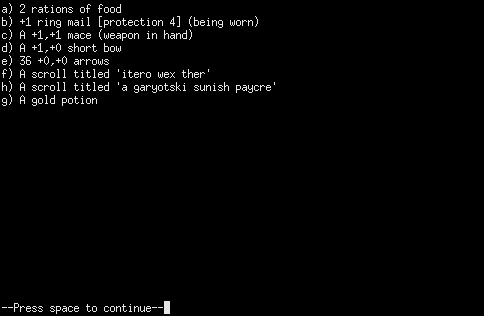 a) 2 rations of food
b) +1 ring mail [protection 4] (being worn)
c) A +1,+1 mace (weapon in hand)
d) A +1,+0 short bow
e) 36 +0,+0 arrows
f) A scroll titled 'itero wex ther'
h) A scroll titled 'a garyotski sunish paycre'
g) A gold potion
--Press space to continue--